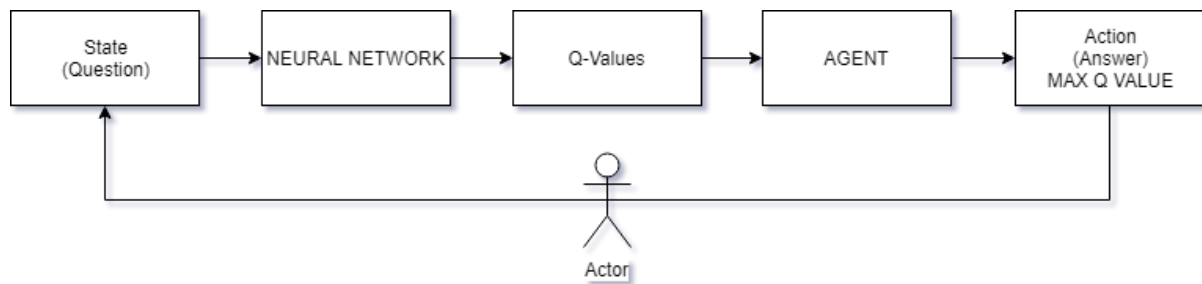 State
(Question)
NEURAL NETWORK
Q-Values
AGENT
Action
(Answer)
MAX Q VALUE
Actor